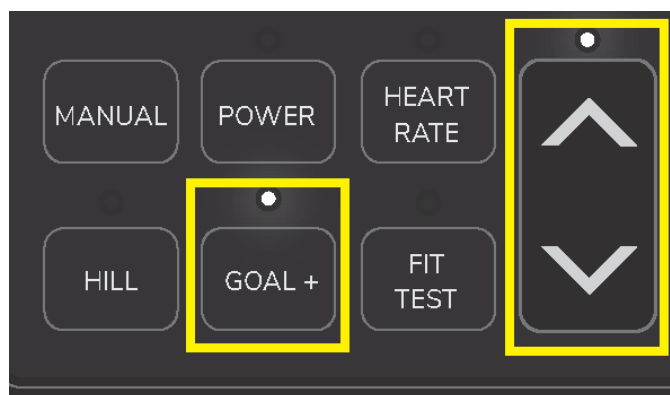 MANUAL
POWER
HEART
RATE
HILL
GOAL +
FIT
TEST